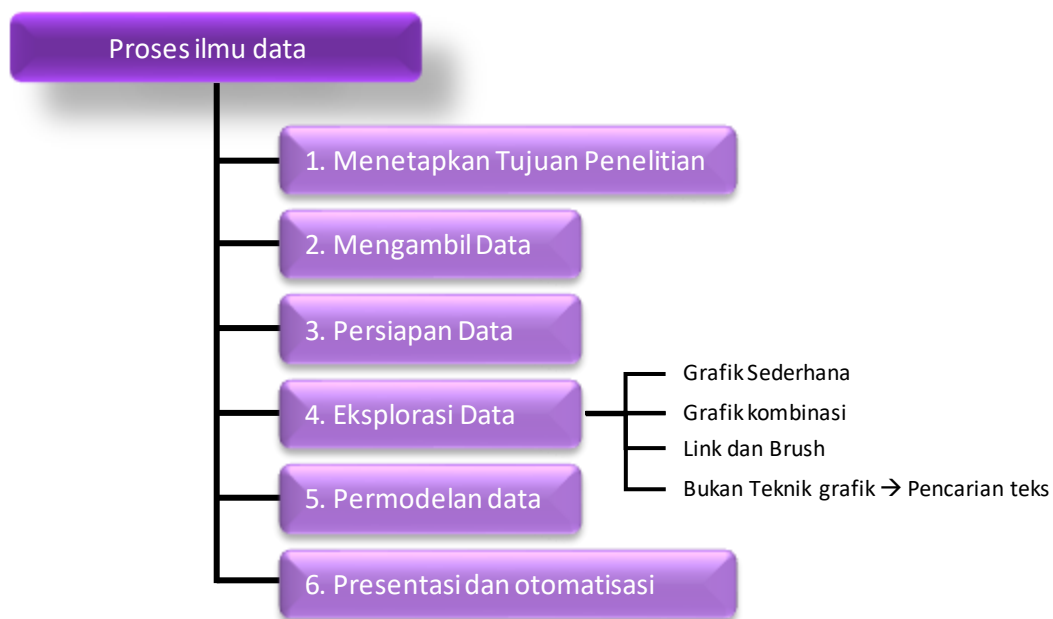 Proses ilmu data
1. Menetapkan Tujuan Penelitian
2. Mengambil Data
3. Persiapan Data
4. Eksplorasi Data
Grafik Sederhana
Grafik kombinasi
Link dan Brush
Bukan Teknik grafik → Pencarian teks
5. Permodelan data
6. Presentasi dan otomatisasi